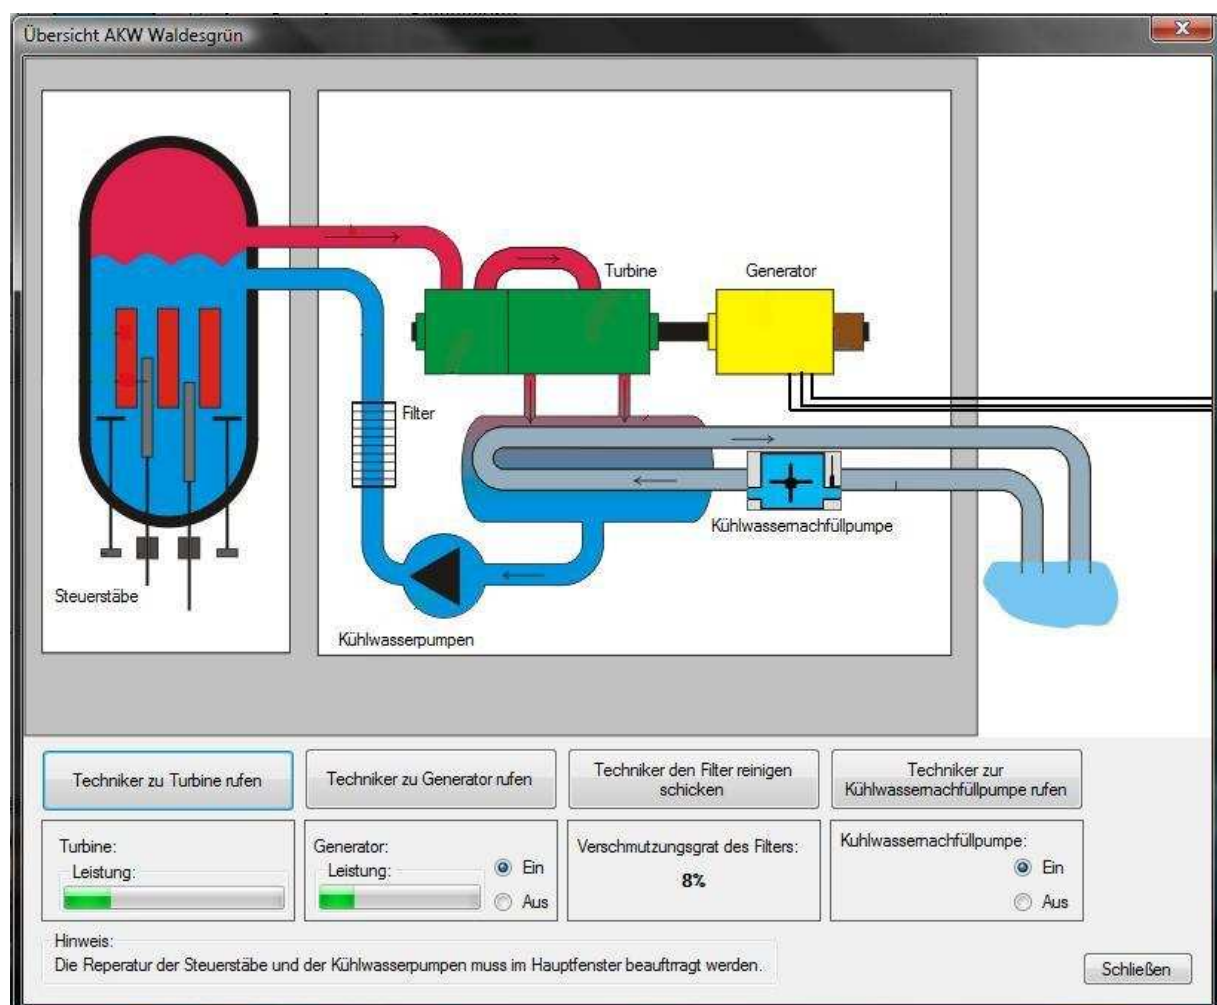 Übersicht AKW Waldesgrün
Turbine
Generator
Filter
Kühlwassernachfüllpumpe
Steuerstäbe
Kühlwasserpumpen
Techniker zu Turbine rufen
Techniker zu Generator rufen
Techniker den Filter reinigen
schicken
Techniker zur
Kühlwassernachfüllpumpe rufen
Turbine:
Leistung:
Generator:
Leistung:
Ein
Aus
Verschmutzungsgrat des Filters:
8%
Kuhlwassernachfüllpumpe:
Ein
Aus
Hinweis:
Die Reperatur der Steuerstäbe und der Kühlwasserpumpen muss im Hauptfenster beauftrragt werden.
Schließen